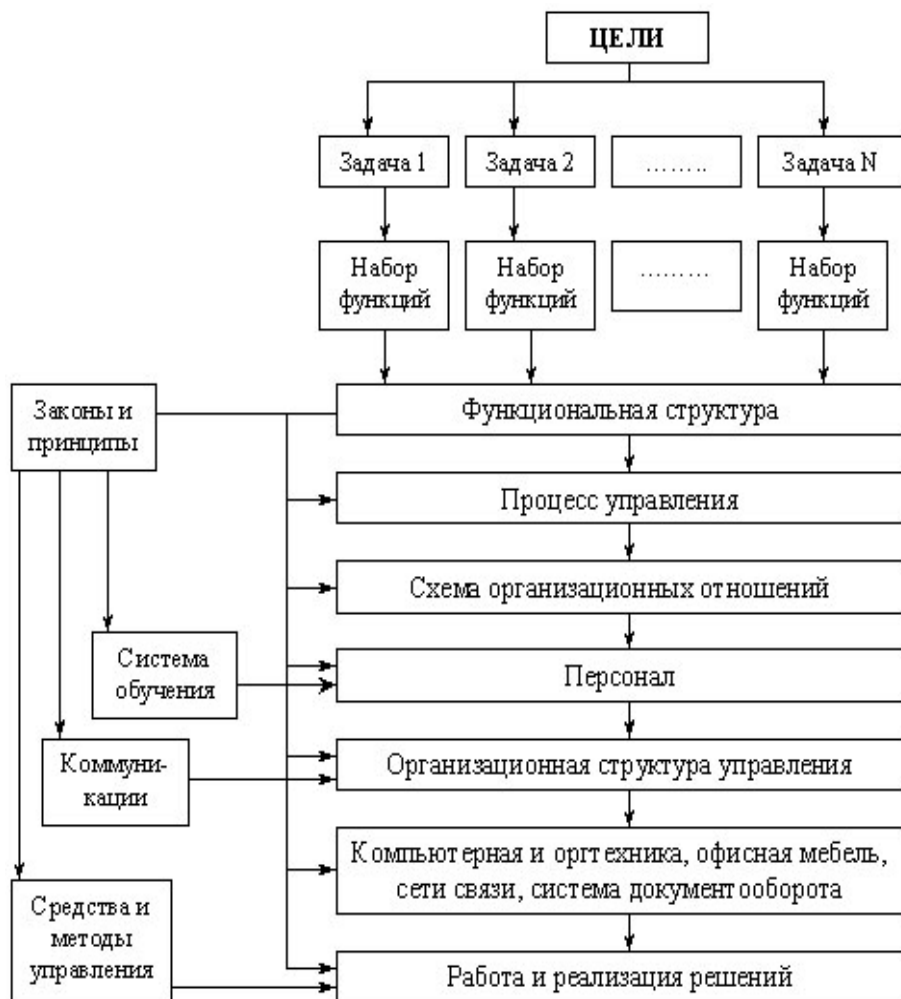 ЦЕЛИ
Задача 1
Задача 2
……..
Задача N
Набор
функций
Набор
функций
………
Набор
функций
Законы и
принципы
Функциональная структура
Процесс управления
Схема организационных отношений
Система
обучения
Персонал
Коммуни-
кации
Организационная структура управления
Компьютерная и оргтехника, офисная мебель,
сети связи, система документооборота
Средства и
методы
управления
Работа и реализация решений